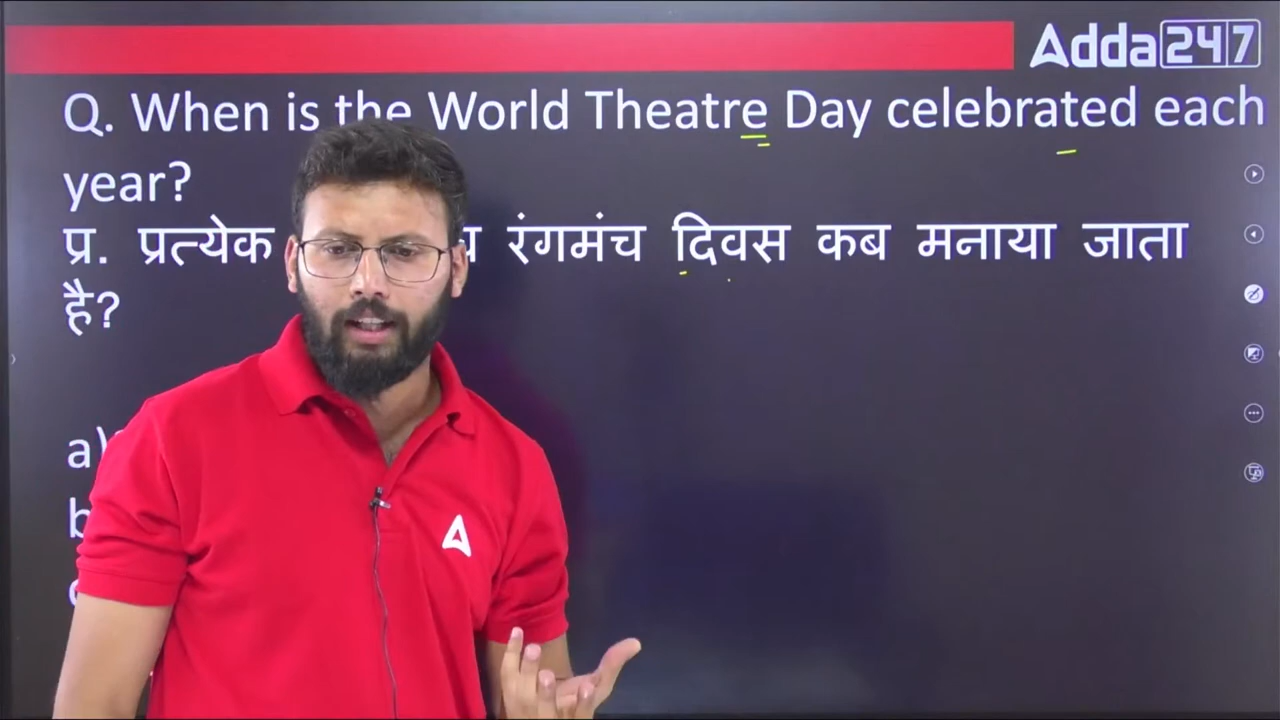 Adda247
Q. When is the World Theatre Day celebrated each
year?
प्र. प्रत्येक रंगमंच दिवस कब मनाया जाता
है?
a)
b